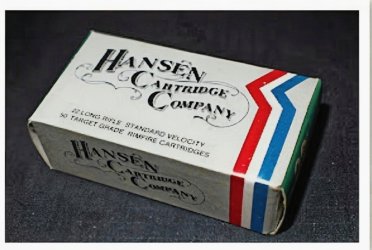 HANSEN
CARTRIDGE
COMPANY
22 LONG RIFLE STANDARD VELOCITY
50 TARGET GRADE RIMFIRE CARTRIDGES
HANSEN
CARTRIDGE
COMPANY